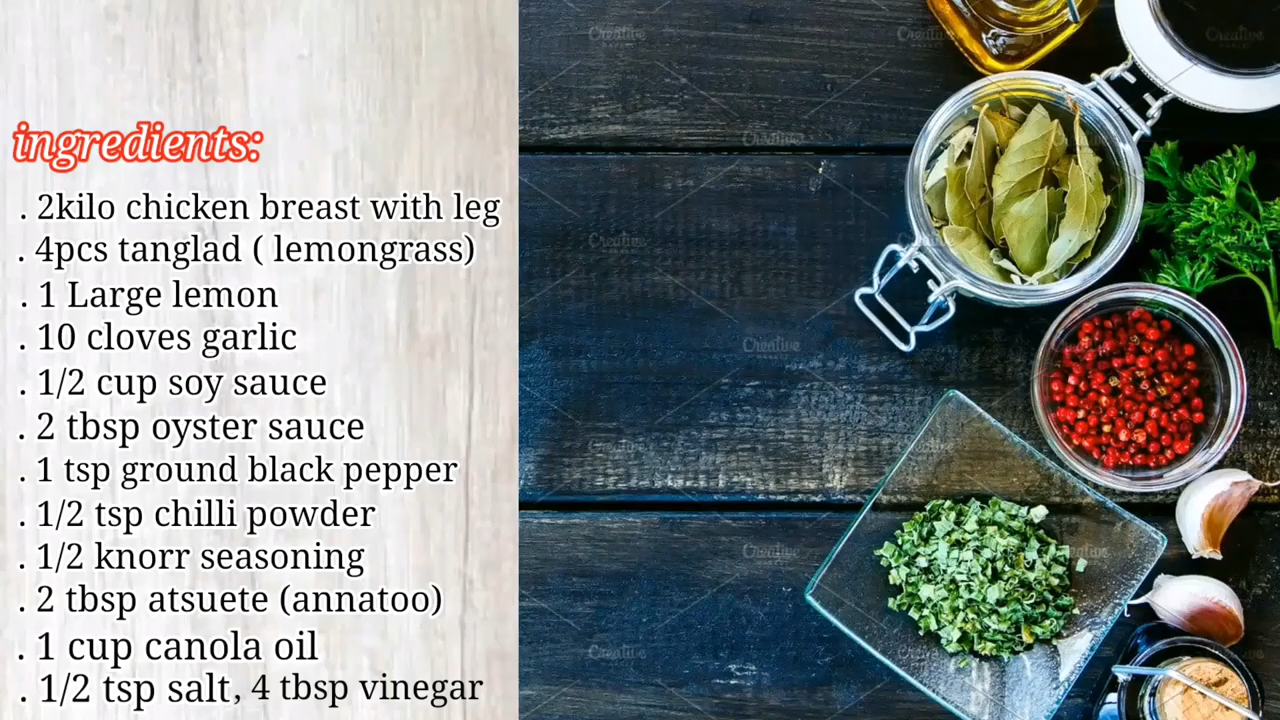 ingredients:
. 2kilo chicken breast with leg
. 4pcs tanglad ( lemongrass)
. 1 Large lemon
. 10 cloves garlic
. 1/2 cup soy sauce
. 2 tbsp oyster sauce
. 1 tsp ground black pepper
. 1/2 tsp chilli powder
. 1/2 knorr seasoning
. 2 tbsp atsuete (annatoo)
. 1 cup canola oil
. 1/2 tsp salt, 4 tbsp vinegar
Creative MARKET